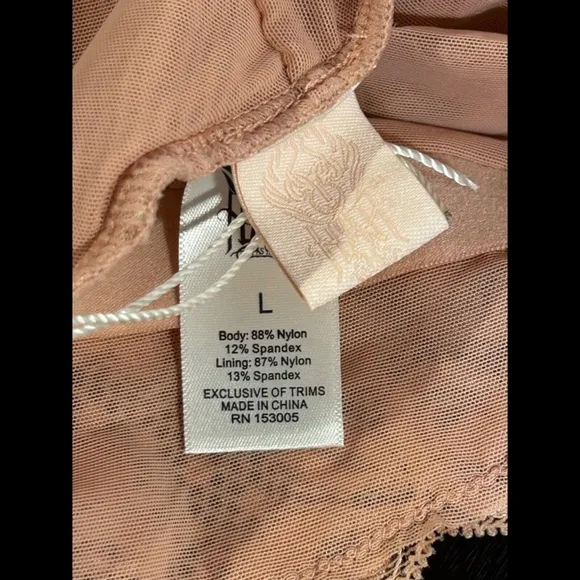 L
Body: 88% Nylon
12% Spandex
Lining: 87% Nylon
13% Spandex
EXCLUSIVE OF TRIMS
MADE IN CHINA
RN 153005